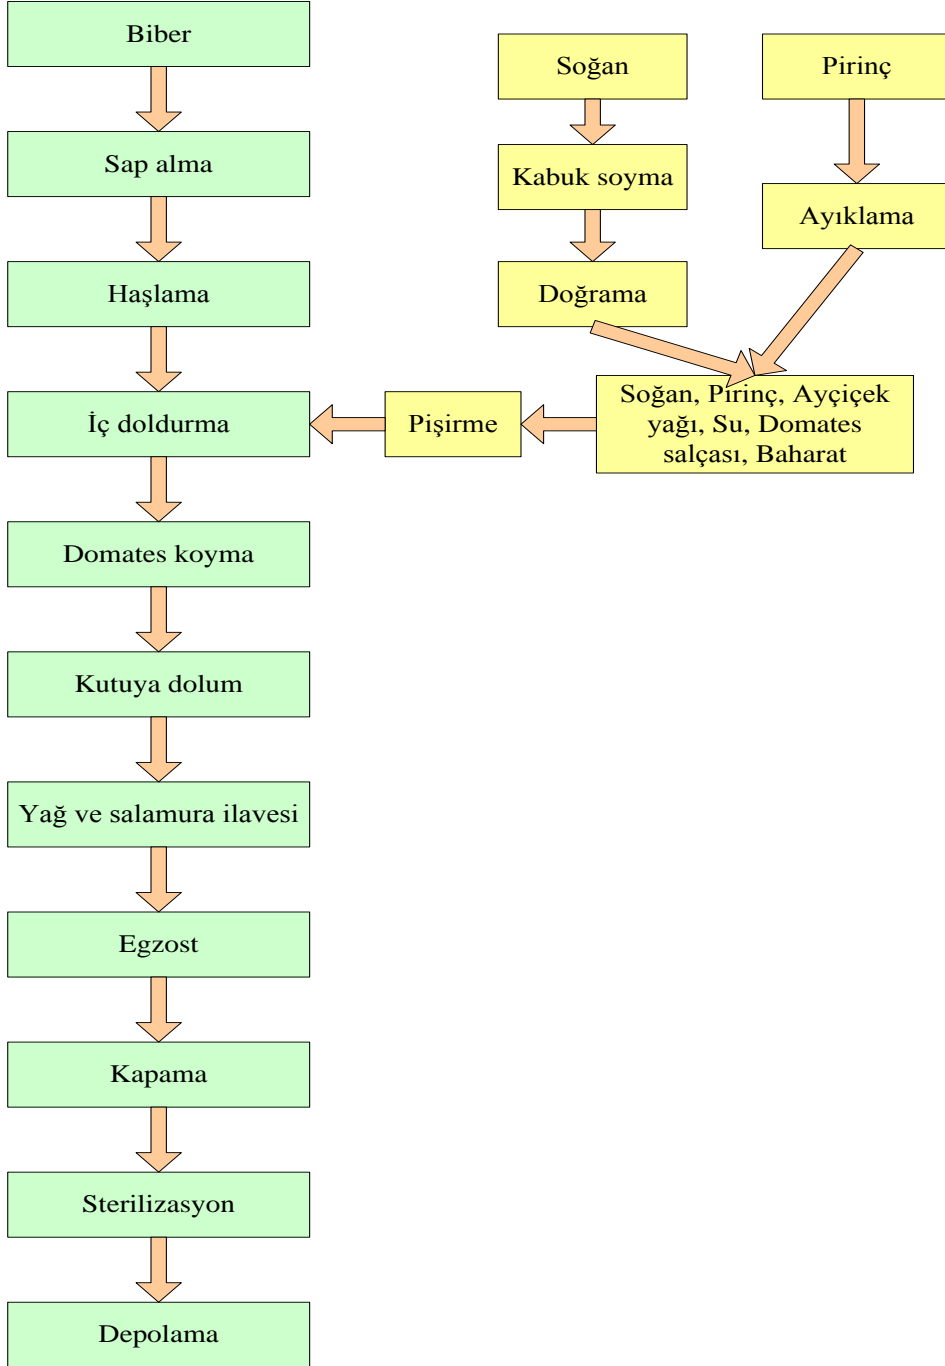 Biber
Soğan
Pirinç
Sap alma
Kabuk soyma
Ayıklama
Haşlama
Doğrama
İç doldurma
Pişirme
Soğan, Pirinç, Ayçiçek
yağı, Su, Domates
salçası, Baharat
Domates koyma
Kutuya dolum
Yağ ve salamura ilavesi
Egzost
Kapama
Sterilizasyon
Depolama